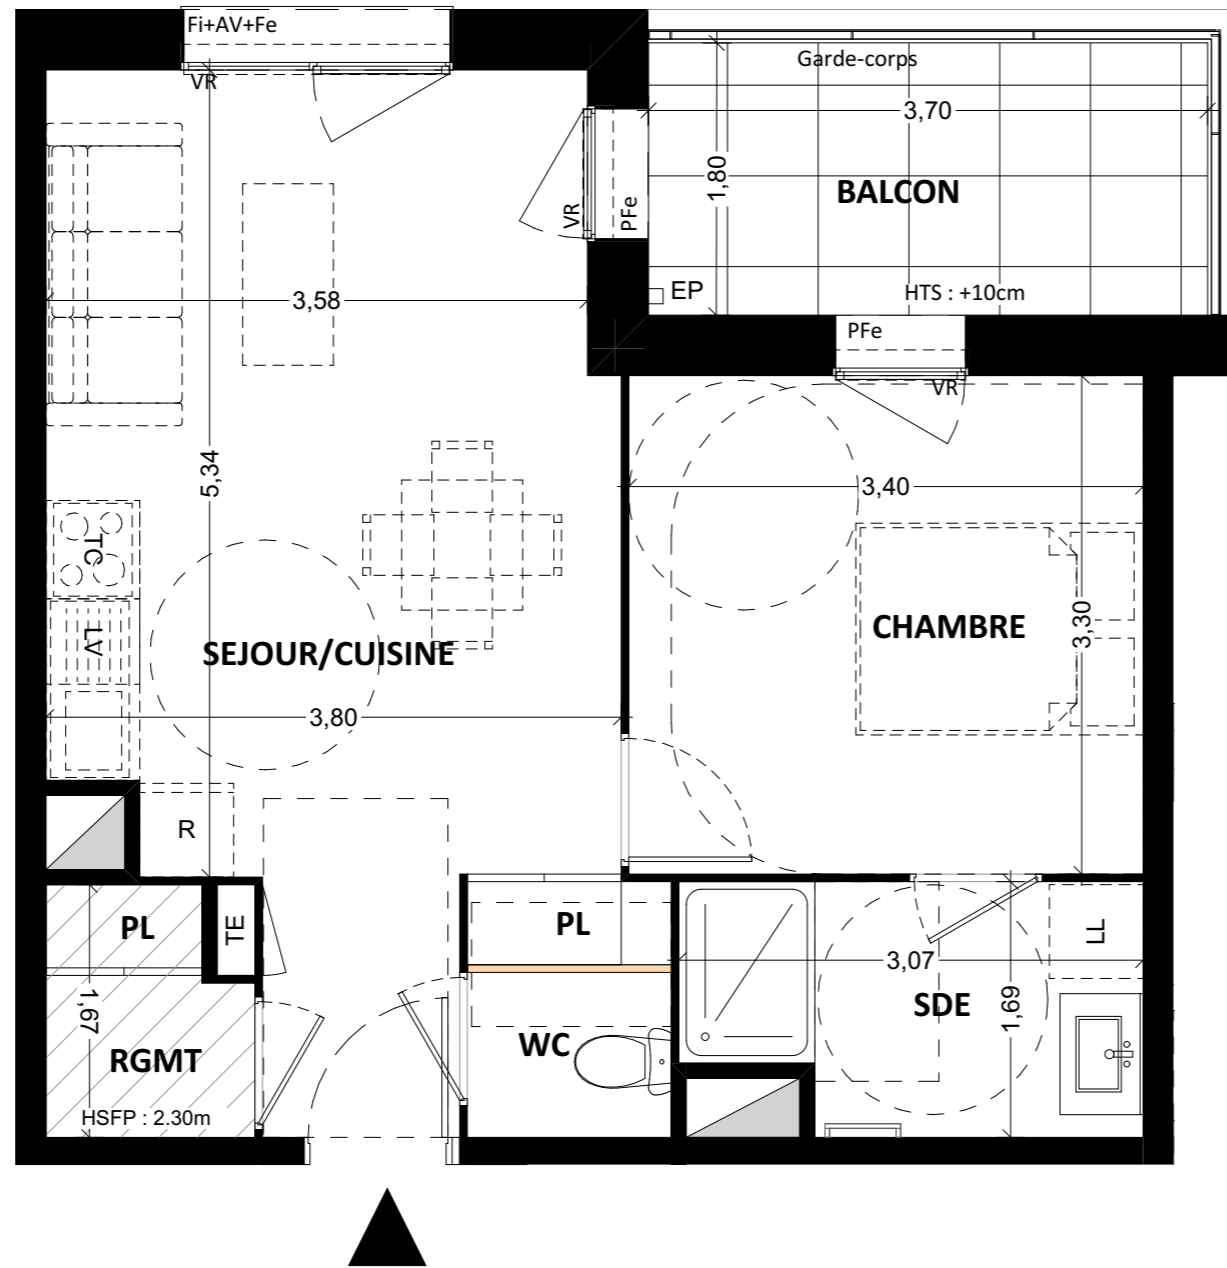 Fi+AV+Fe
VR
Garde-corps
3,70
1,80
BALCON
VR
PFe
EP
HTS : +10cm
3,58
PFe
VR
5,34
3,40
TC
LV
SEJOUR/CUISINE
CHAMBRE
3,30
3,80
R
PL
TE
PL
LL
3,07
1,67
SDE
1,69
RGMT
WC
HSFP : 2.30m